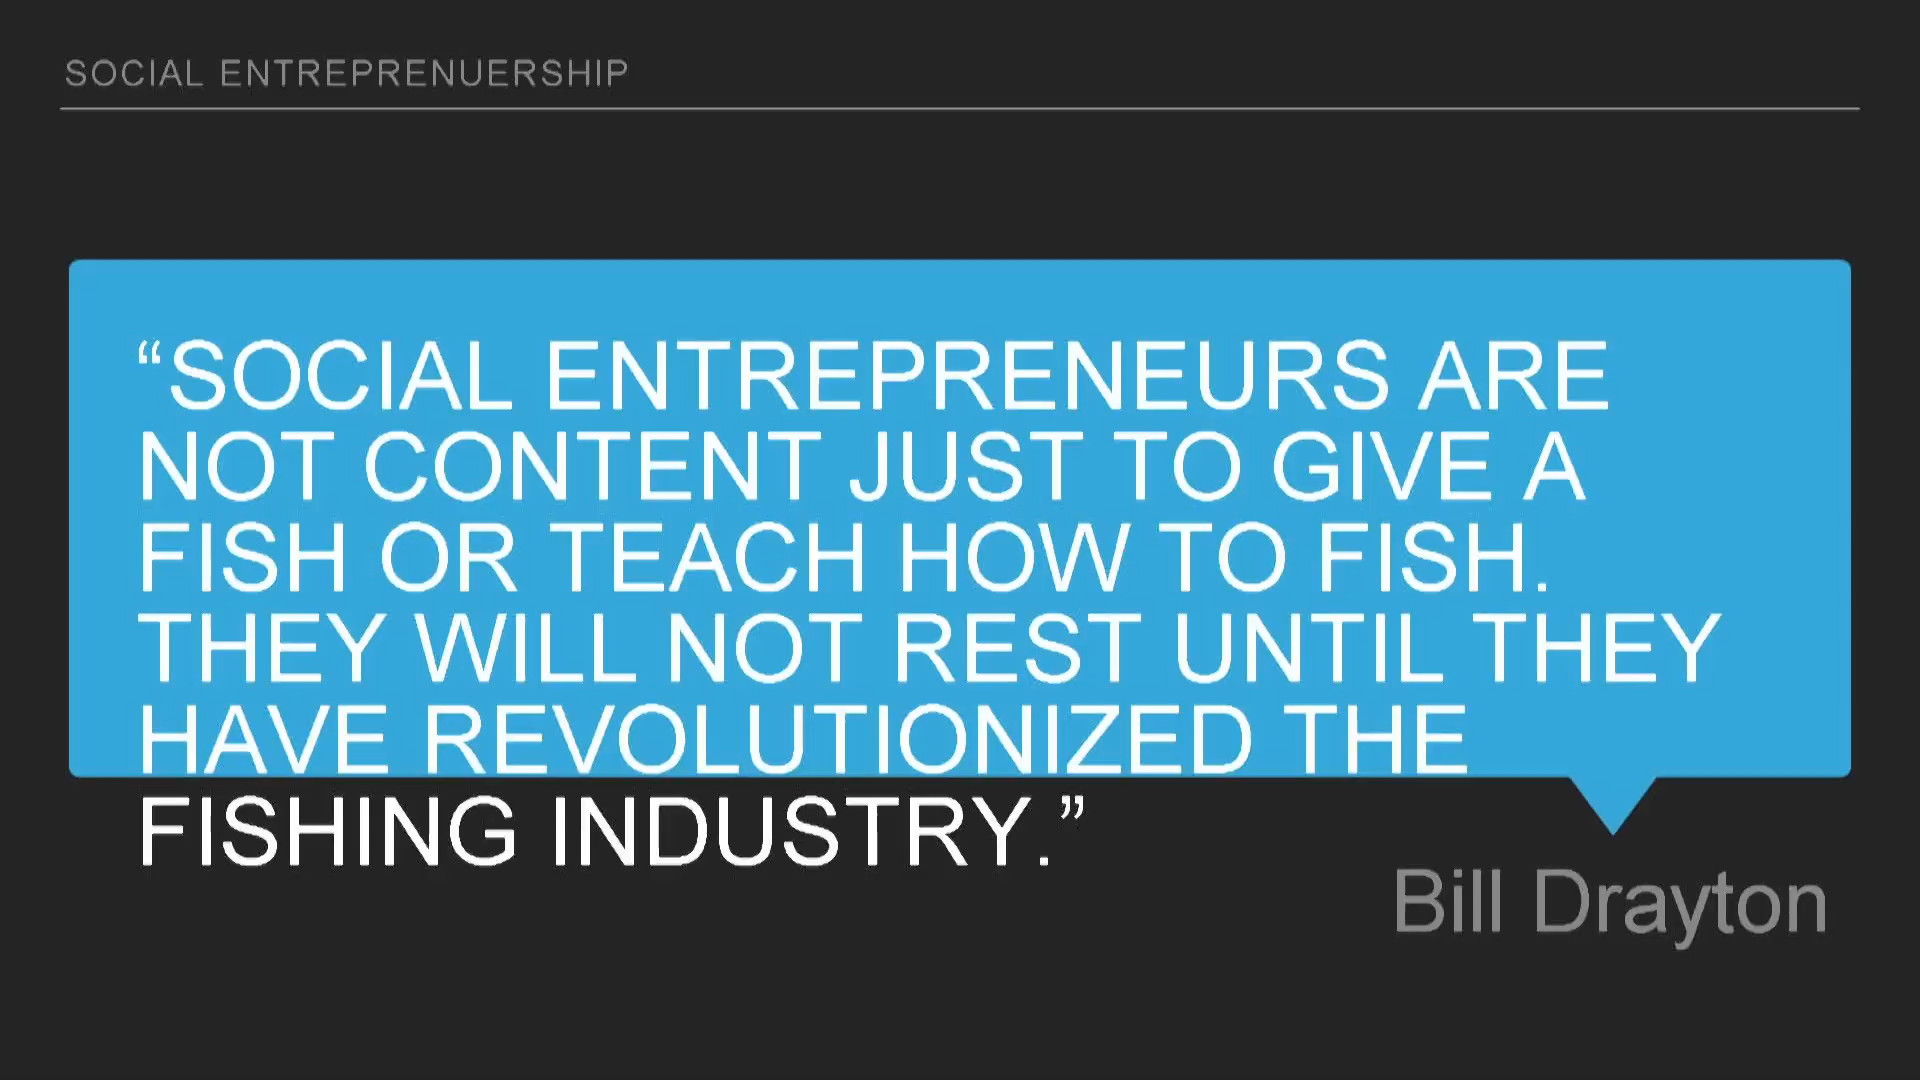 SOCIAL ENTREPRENUERSHIP
“SOCIAL ENTREPRENEURS ARE
NOT CONTENT JUST TO GIVE A
FISH OR TEACH HOW TO FISH.
THEY WILL NOT REST UNTIL THEY
HAVE REVOLUTIONIZED THE
FISHING INDUSTRY.”
Bill Drayton